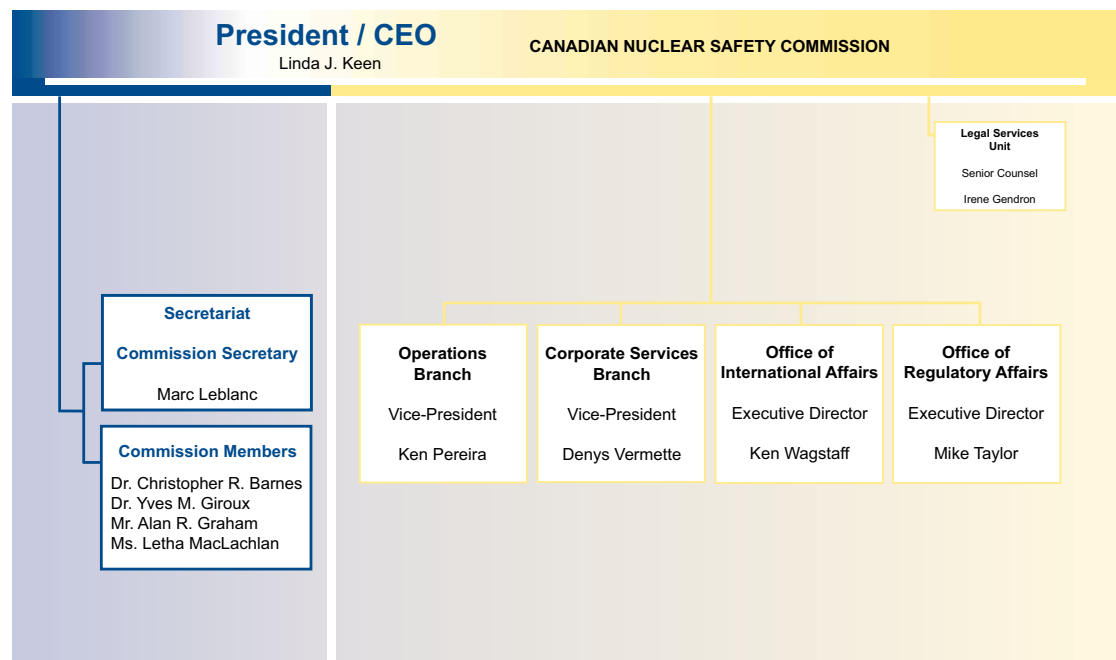 President / CEO
Linda J. Keen
CANADIAN NUCLEAR SAFETY COMMISSION
Legal Services
Unit
Senior Counsel
Irene Gendron
Secretariat
Commission Secretary
Marc Leblanc
Commission Members
Dr. Christopher R. Barnes
Dr. Yves M. Giroux
Mr. Alan R. Graham
Ms. Letha MacLachlan
Operations
Branch
Vice-President
Ken Pereira
Corporate Services
Branch
Vice-President
Denys Vermette
Office of
International Affairs
Executive Director
Ken Wagstaff
Office of
Regulatory Affairs
Executive Director
Mike Taylor